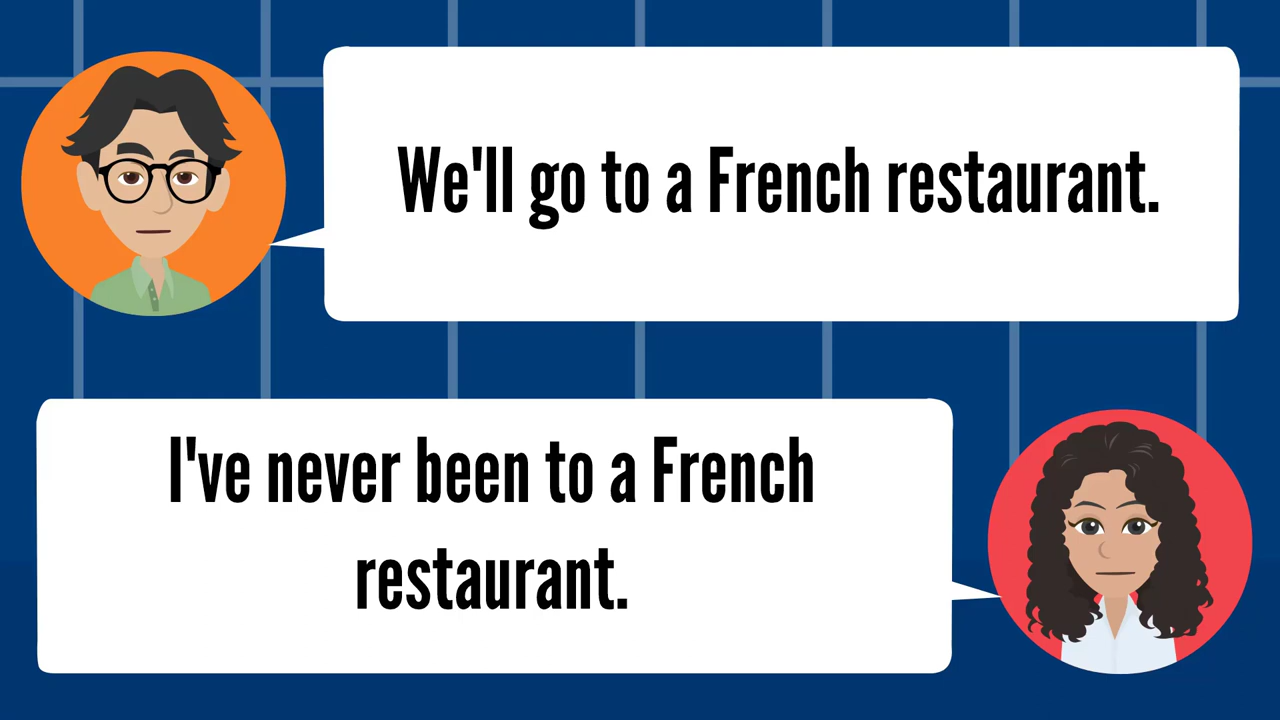 We'll go to a French restaurant.
I've never been to a French
restaurant.